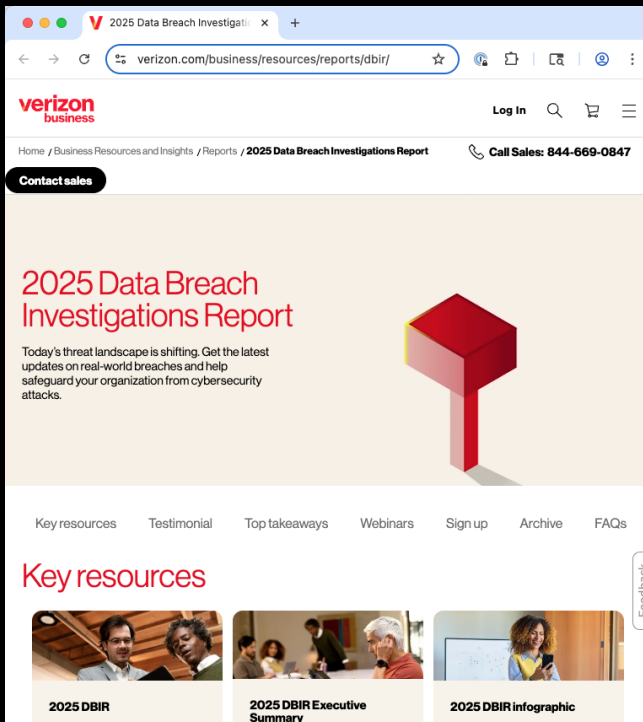 2025 Data Breach Investigati
verizon.com/business/resources/reports/dbir/
verizon
business
Log In
Home / Business Resources and Insights / Reports / 2025 Data Breach Investigations Report
Call Sales: 844-669-0847
Contact sales
2025 Data Breach
Investigations Report
Today's threat landscape is shifting. Get the latest
updates on real-world breaches and help
safeguard your organization from cybersecurity
attacks.
Key resources Testimonial Top takeaways Webinars Sign up Archive FAQs
Feedback
Key resources
2025 DBIR
2025 DBIR Executive
Summary
2025 DBIR infographic